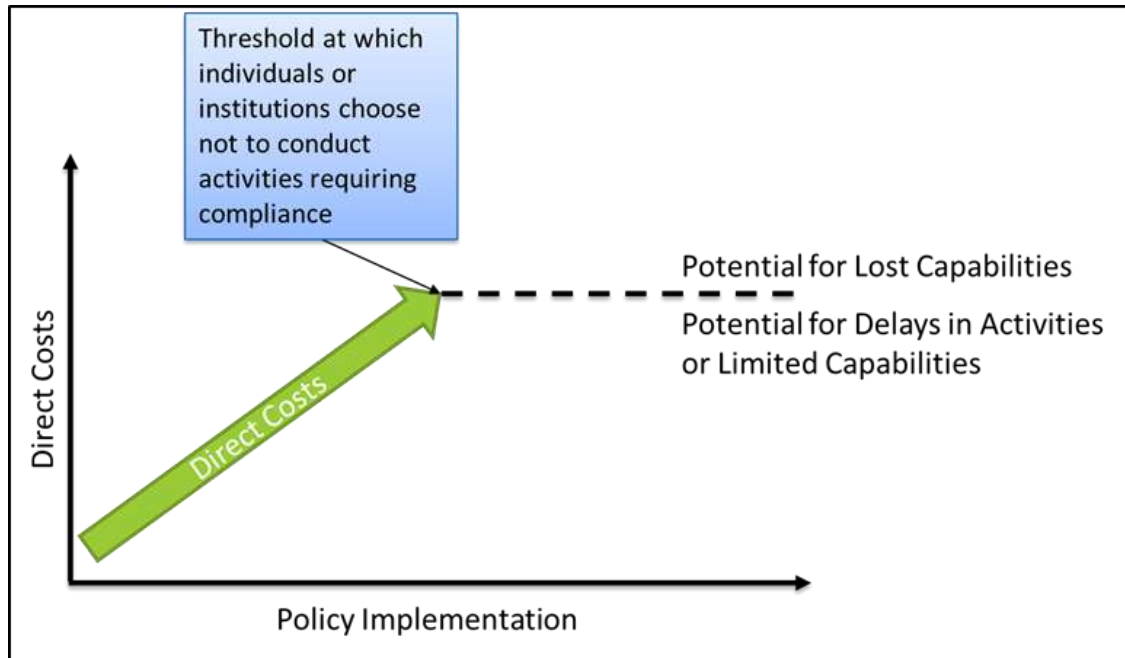 Threshold at which
individuals or
institutions choose
not to conduct
activities requiring
compliance
Potential for Lost Capabilities
Potential for Delays in Activities
or Limited Capabilities
Direct Costs
Direct Costs
Policy Implementation